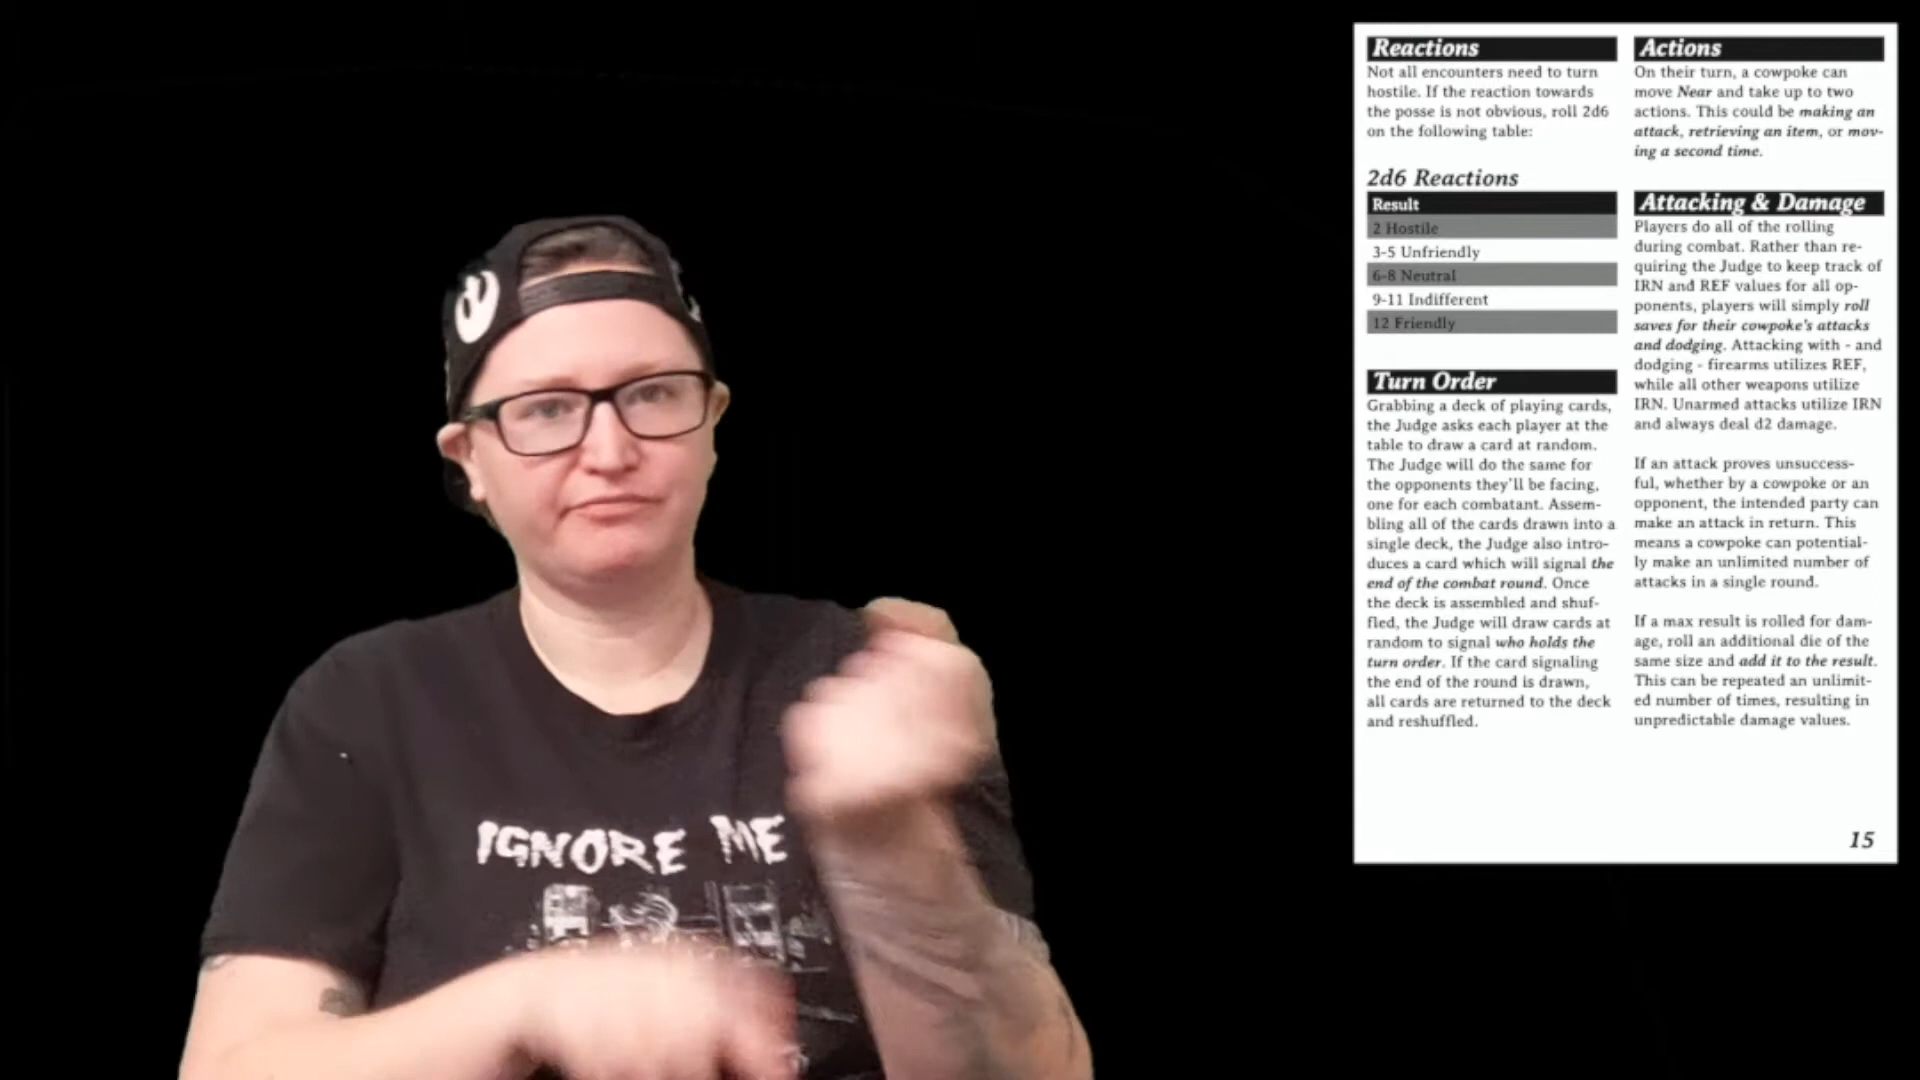 Reactions
Not all encounters need to turn
hostile. If the reaction towards
the posse is not obvious, roll 2d6
on the following table:
2d6 Reactions
Result
2 Hostile
3-5 Unfriendly
6-8 Neutral
9-11 Indifferent
12 Friendly
Turn Order
Grabbing a deck of playing cards,
the Judge asks each player at the
table to draw a card at random.
The Judge will do the same for
the opponents they'll be facing,
one for each combatant. Assem-
bling all of the cards drawn into a
single deck, the Judge also intro-
duces a card which will signal the
end of the combat round. Once
the deck is assembled and shuf-
fled, the Judge will draw cards at
random to signal who holds the
turn order. If the card signaling
the end of the round is drawn,
all cards are returned to the deck
and reshuffled.
Actions
On their turn, a cowpoke can
move Near and take up to two
actions. This could be making an
attack, retrieving an item, or mov-
ing a second time.
Attacking & Damage
Players do all of the rolling
during combat. Rather than re-
quiring the Judge to keep track of
IRN and REF values for all op-
ponents, players will simply roll
saves for their cowpoke's attacks
and dodging. Attacking with - and
dodging - firearms utilizes REF,
while all other weapons utilize
IRN. Unarmed attacks utilize IRN
and always deal d2 damage.
If an attack proves unsuccess-
ful, whether by a cowpoke or an
opponent, the intended party can
make an attack in return. This
means a cowpoke can potential-
ly make an unlimited number of
attacks in a single round.
If a max result is rolled for dam-
age, roll an additional die of the
same size and add it to the result.
This can be repeated an unlimit-
ed number of times, resulting in
unpredictable damage values.
15
IGNORE ME